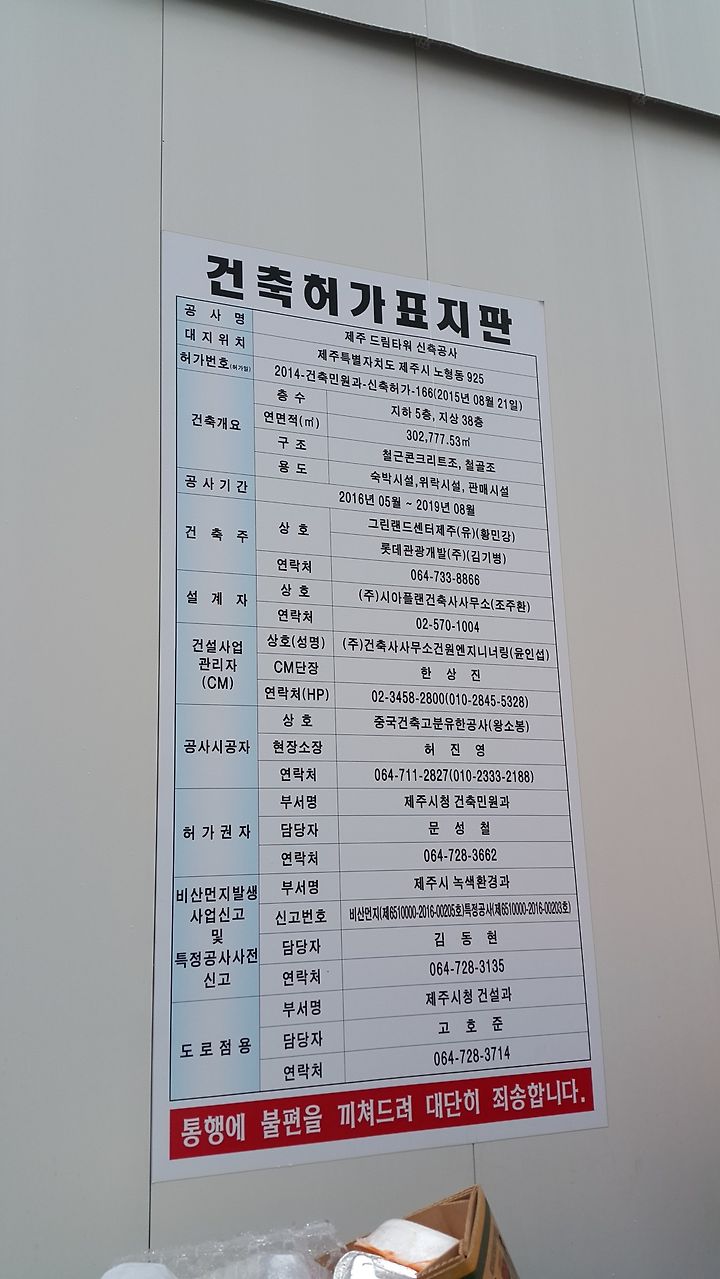 건축허가표지판
공 사 명 제주 드림타워 신축공사
대 지 위 치 제주특별자치도 제주시 노형동 925
허가번호(허가일) 2014-건축민원과-신축허가-166(2015년 08월 21일)
건축개요 층 수 지하 5층, 지상 38층
연면적(㎡) 302,777.53㎡
구 조 철근콘크리트조, 철골조
용 도 숙박시설,위락시설, 판매시설
공 사 기 간 2016년 05월 ~ 2019년 08월
건 축 주 상 호 그린랜드센터제주(유)(황민강)
롯데관광개발(주)(김기병)
연락처 064-733-8866
설 계 자 상 호 (주)시아플랜건축사사무소(조주환)
연락처 02-570-1004
건설사업
관리자
(CM)
상호(성명) (주)건축사사무소건원엔지니너링(윤인섭)
CM단장 한 상 진
연락처(HP) 02-3458-2800(010-2845-5328)
공사시공자 상 호 중국건축고분유한공사(왕소봉)
현장소장 허 진 영
연락처 064-711-2827(010-2333-2188)
허 가 권 자 부서명 제주시청 건축민원과
담당자 문 성 철
연락처 064-728-3662
비산먼지발생
사업신고
및
특정공사사전
신고
부서명 제주시 녹색환경과
신고번호 비산먼지(제6510000-2016-00205호)특정공사(제6510000-2016-00203호)
담당자 김 동 현
연락처 064-728-3135
도 로 점 용 부서명 제주시청 건설과
담당자 고 호 준
연락처 064-728-3714
통행에 불편을 끼쳐드려 대단히 죄송합니다.